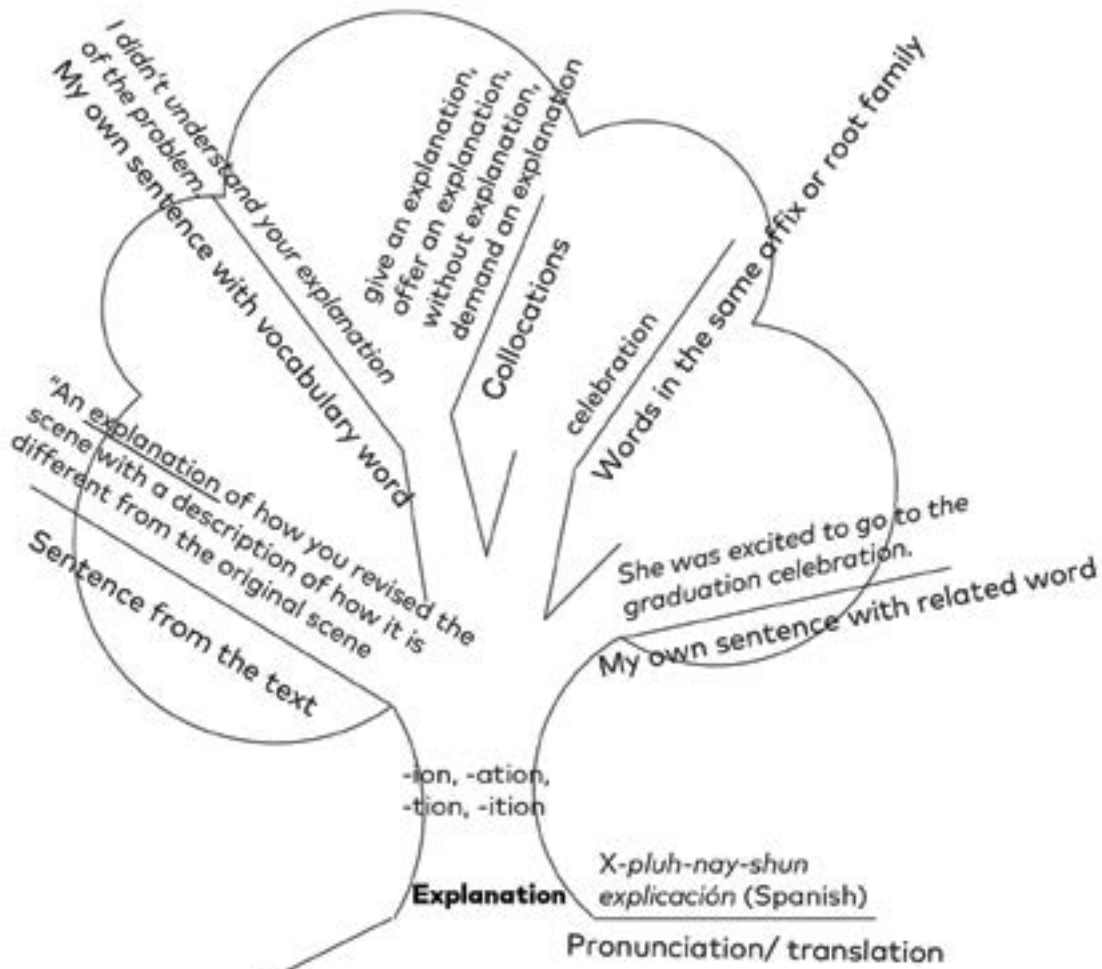 I didn't understand your explanation
of the problem.
My own sentence with vocabulary word
give an explanation,
offer an explanation,
without explanation,
demand an explanation
Collocations
celebration
Words in the same affix or root family
"An explanation of how you revised the
scene with a description of how it is
different from the original scene
Sentence from the text
She was excited to go to the
graduation celebration.
My own sentence with related word
-ion, -ation,
-tion, -ition
Explanation
X-pluh-nay-shun
explicación (Spanish)
Pronunciation/ translation